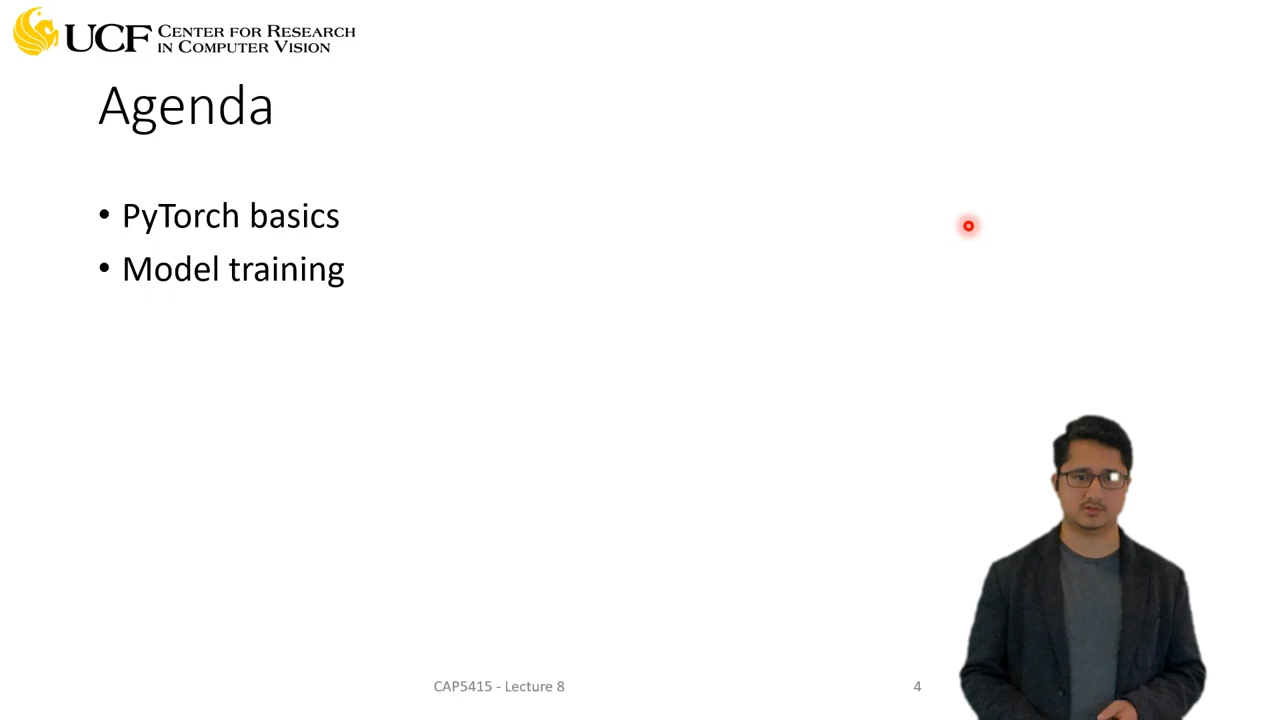 UCF CENTER FOR RESEARCH
IN COMPUTER VISION
Agenda
• PyTorch basics
• Model training
CAP5415 - Lecture 8
4